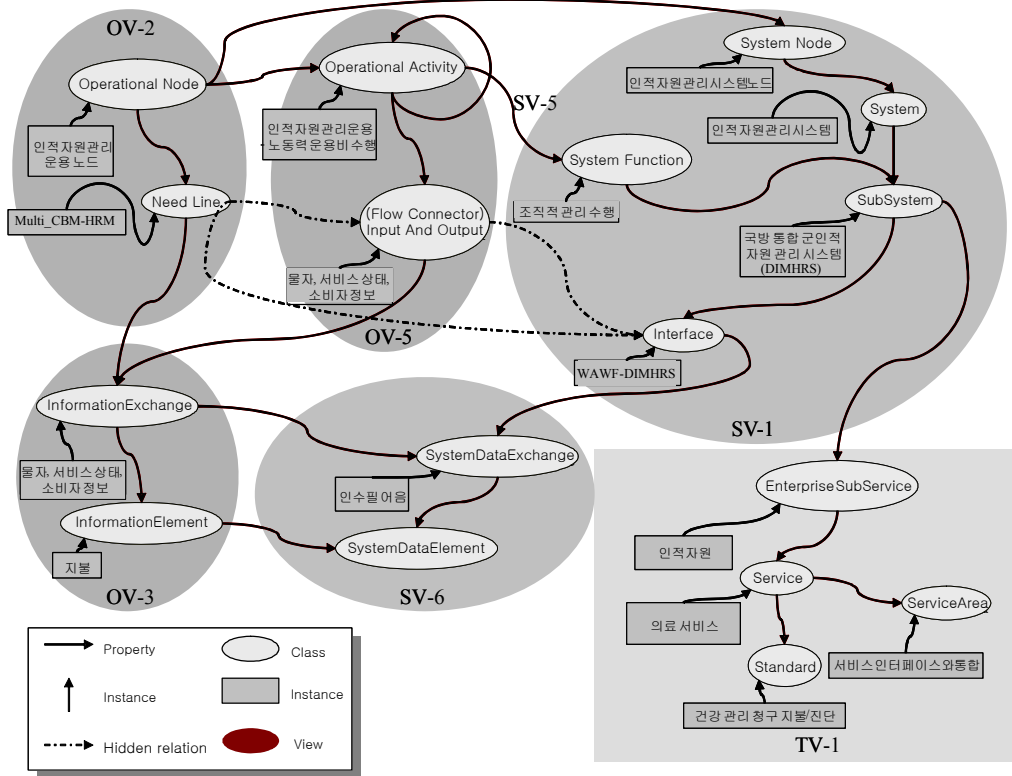 OV-2
Operational Node
인적자원관리
운용 노드
Need Line
Multi_CBM-HRM
Operational Activity
인적자원관리운용
노동력운용비수행
(Flow Connector)
Input And Output
물자, 서비스상태,
소비자정보
OV-5
SV-5
System Node
인적자원관리시스템노드
System
인적자원관리시스템
System Function
조직적관리수행
SubSystem
국방 통합 군인적
자원 관리 시스템
(DIMHRS)
Interface
WAWF-DIMHRS
SV-1
InformationExchange
물자, 서비스상태,
소비자정보
InformationElement
지불
OV-3
SystemDataExchange
인수필어음
SystemDataElement
SV-6
EnterpriseSubService
인적자원
Service
의료 서비스
ServiceArea
서비스인터페이스와통합
Standard
건강 관리 청구 지불/진단
TV-1
Property
Class
Instance
Instance
Hidden relation
View